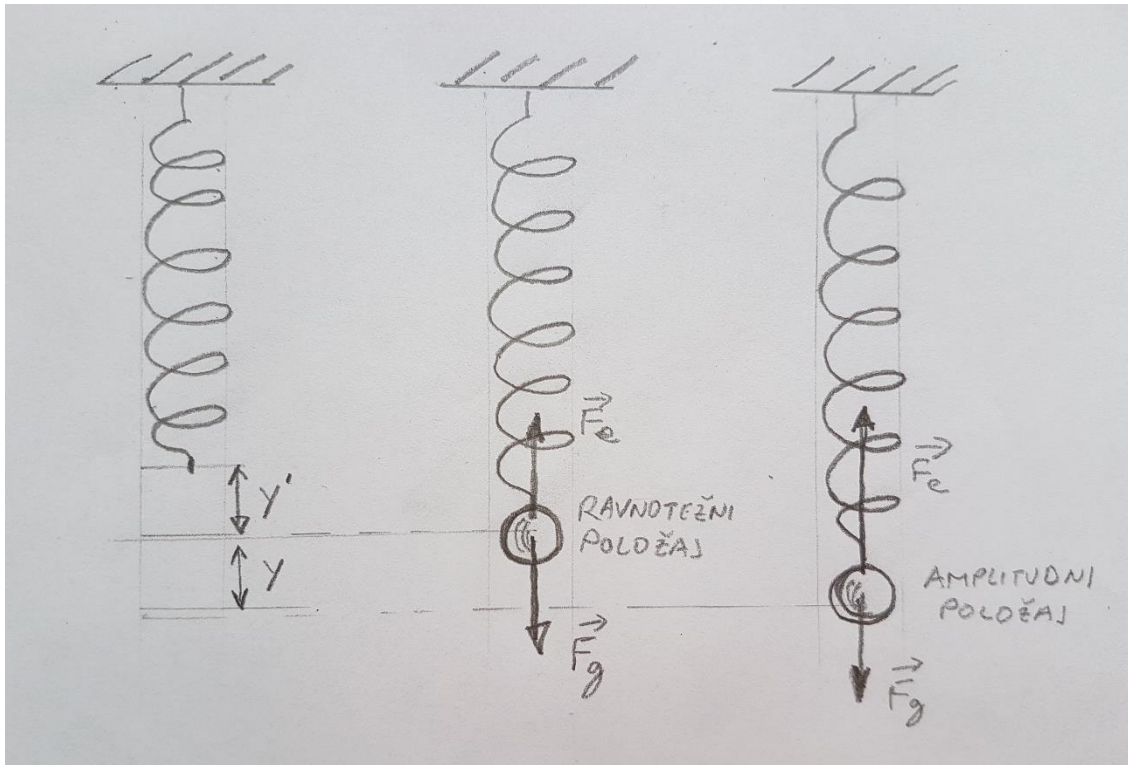 y'
y
F⃗e
RAVNOTEŽNI
POLOŽAJ
F⃗g
F⃗e
AMPLITUDNI
POLOŽAJ
F⃗g